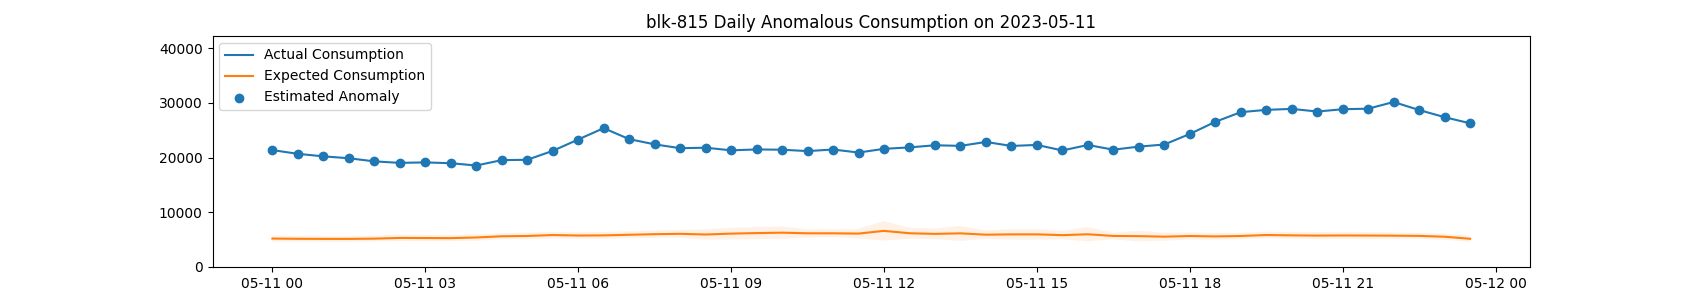 blk-815 Daily Anomalous Consumption on 2023-05-11
40000
30000
20000
10000
0
Actual Consumption
Expected Consumption
Estimated Anomaly
05-11 00 05-11 03 05-11 06 05-11 09 05-11 12 05-11 15 05-11 18 05-11 21 05-12 00